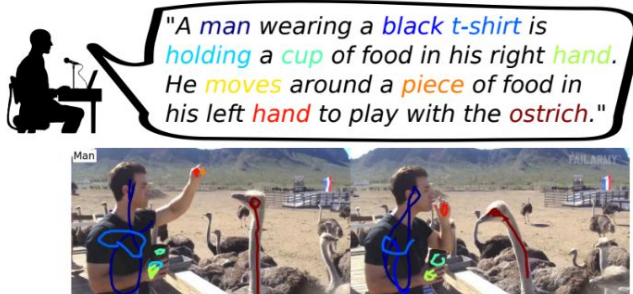 "A man wearing a black t-shirt is
holding a cup of food in his right hand.
He moves around a piece of food in
his left hand to play with the ostrich."
Man
FAILARMY